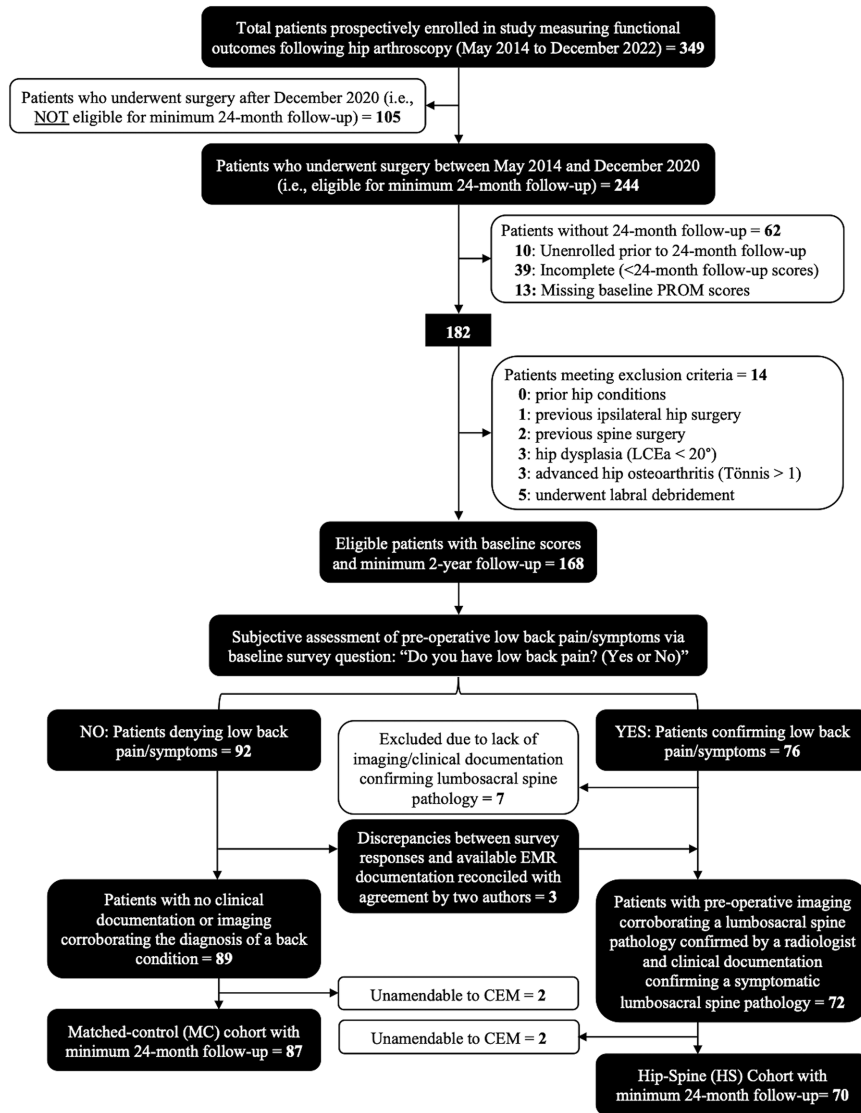 Total patients prospectively enrolled in study measuring functional
outcomes following hip arthroscopy (May 2014 to December 2022) = 349
Patients who underwent surgery after December 2020 (i.e.,
NOT eligible for minimum 24-month follow-up) = 105
Patients who underwent surgery between May 2014 and December 2020
(i.e., eligible for minimum 24-month follow-up) = 244
Patients without 24-month follow-up = 62
10: Unenrolled prior to 24-month follow-up
39: Incomplete (<24-month follow-up scores)
13: Missing baseline PROM scores
182
Patients meeting exclusion criteria = 14
0: prior hip conditions
1: previous ipsilateral hip surgery
2: previous spine surgery
3: hip dysplasia (LCEa < 20°)
3: advanced hip osteoarthritis (Tönnis > 1)
5: underwent labral debridement
Eligible patients with baseline scores
and minimum 2-year follow-up = 168
Subjective assessment of pre-operative low back pain/symptoms via
baseline survey question: “Do you have low back pain? (Yes or No)”
NO: Patients denying low back
pain/symptoms = 92
Excluded due to lack of
imaging/clinical documentation
confirming lumbosacral spine
pathology = 7
YES: Patients confirming low back
pain/symptoms = 76
Discrepancies between survey
responses and available EMR
documentation reconciled with
agreement by two authors = 3
Patients with no clinical
documentation or imaging
corroborating the diagnosis of a back
condition = 89
Patients with pre-operative imaging
corroborating a lumbosacral spine
pathology confirmed by a radiologist
and clinical documentation
confirming a symptomatic
lumbosacral spine pathology = 72
Unamendable to CEM = 2
Matched-control (MC) cohort with
minimum 24-month follow-up = 87
Unamendable to CEM = 2
Hip-Spine (HS) Cohort with
minimum 24-month follow-up= 70